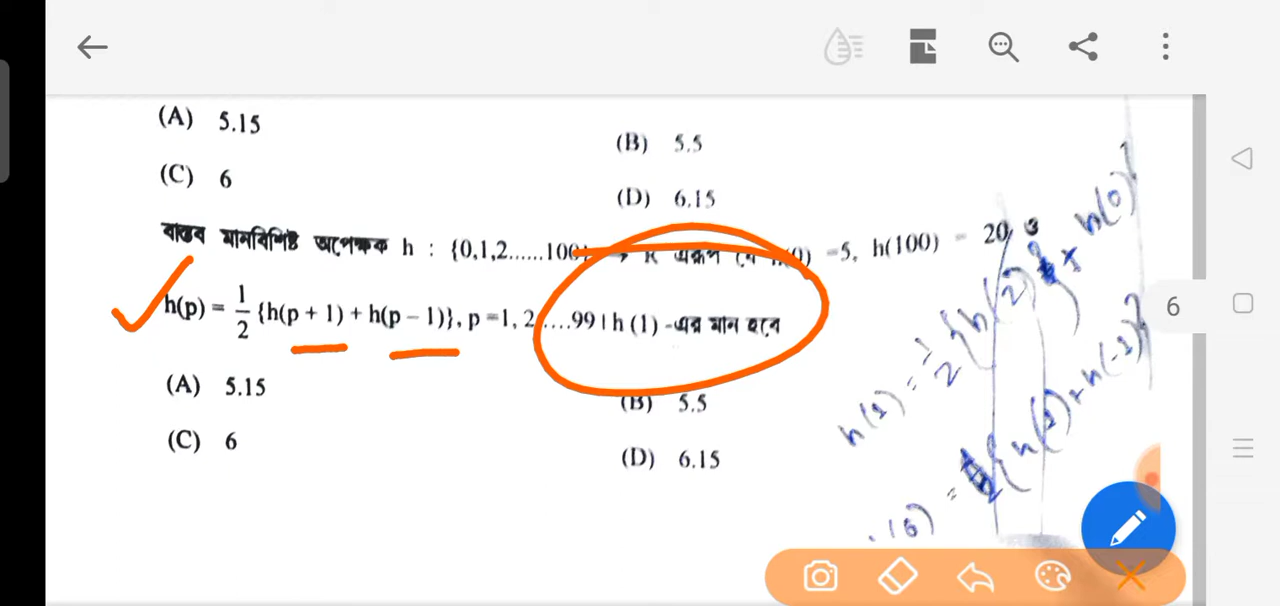 (A) 5.15
(B) 5.5
(C) 6
(D) 6.15
বাস্তব মানবিশিষ্ট অপেক্ষক h : {0,1,2......100} → R এরূপ যে h(0) =5, h(100) = 20,
h(p) = 1/2 {h(p + 1) + h(p − 1)}, p =1, 2....99। h (1) -এর মান হবে
(A) 5.15
(B) 5.5
(C) 6
(D) 6.15
h(1) = 1/2 {h(2) + h(0)}
6